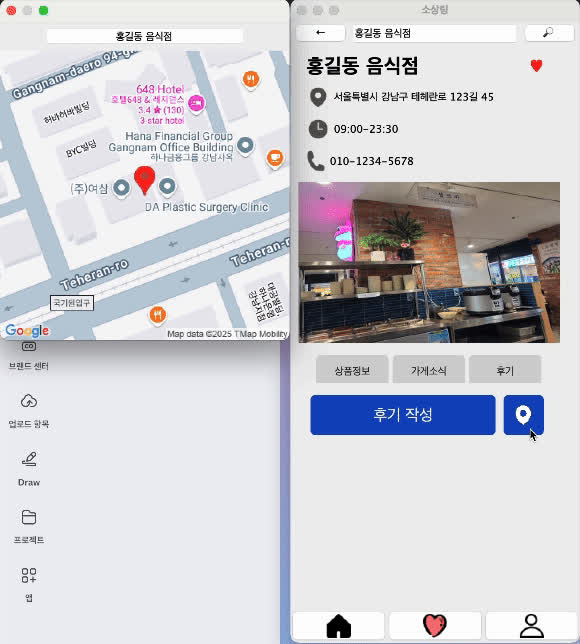 홍길동 음식점
Gangnam-daero 94-g
허바허바빌딩
648 Hotel
호텔648 & 레지던스
3.4 ★ (130)
3-star hotel
BYC빌딩
Hana Financial Group
Gangnam Office Building
하나금융그룹 강남사옥
(주)여삼
DA Plastic Surgery Clinic
Teheran-ro
Teheran-ro
국기원입구
Google
Map data ©2025 TMap Mobility
브랜드 센터
업로드 항목
Draw
프로젝트
앱
소상링
←
홍길동 음식점
홍길동 음식점
서울특별시 강남구 테헤란로 123길 45
09:00-23:30
010-1234-5678
상품정보
가게소식
후기
후기 작성